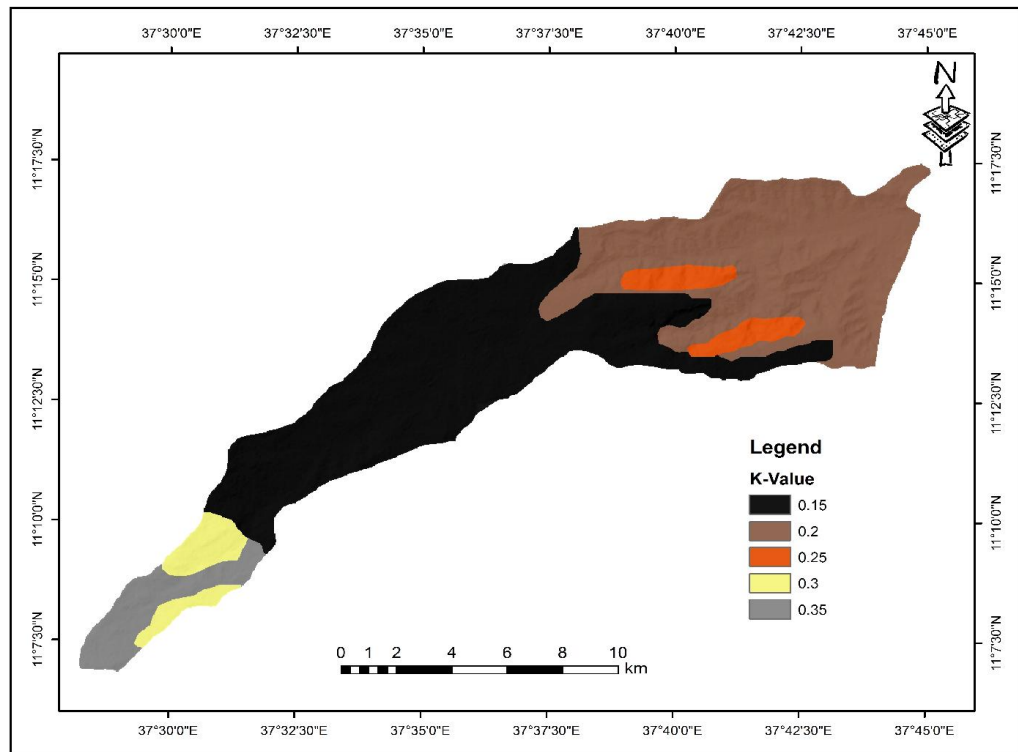 37°30'0"E 37°32'30"E 37°35'0"E 37°37'30"E 37°40'0"E 37°42'30"E 37°45'0"E
N
11°17'30"N 11°17'30"N
11°15'0"N 11°15'0"N
11°12'30"N 11°12'30"N
Legend
K-Value
0.15
0.2
0.25
0.3
0.35
11°10'0"N 11°10'0"N
11°7'30"N 11°7'30"N
0 1 2 4 6 8 10
km
37°30'0"E 37°32'30"E 37°35'0"E 37°37'30"E 37°40'0"E 37°42'30"E 37°45'0"E